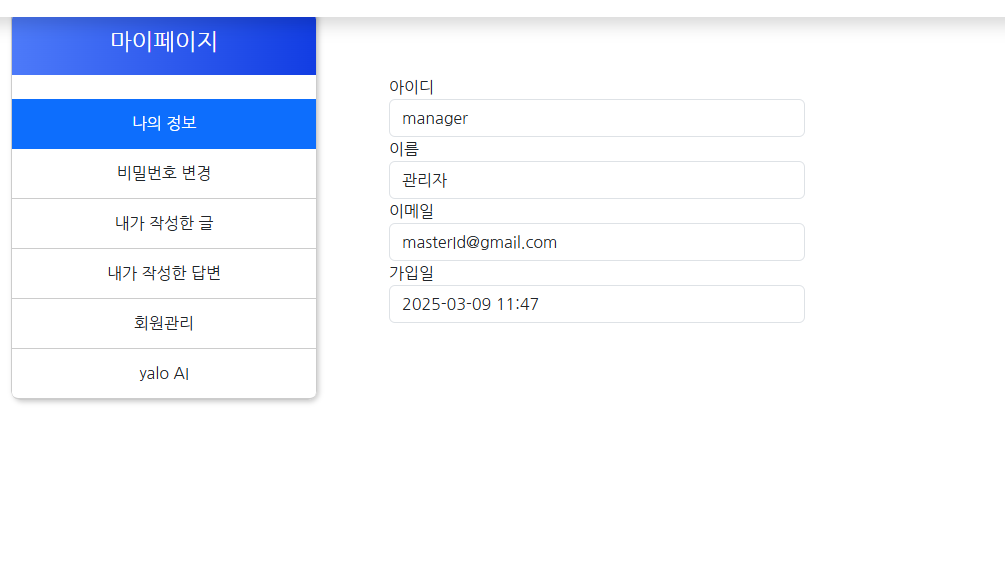 마이페이지
나의 정보
비밀번호 변경
내가 작성한 글
내가 작성한 답변
회원관리
yalo AI
아이디
manager
이름
관리자
이메일
masterId@gmail.com
가입일
2025-03-09 11:47